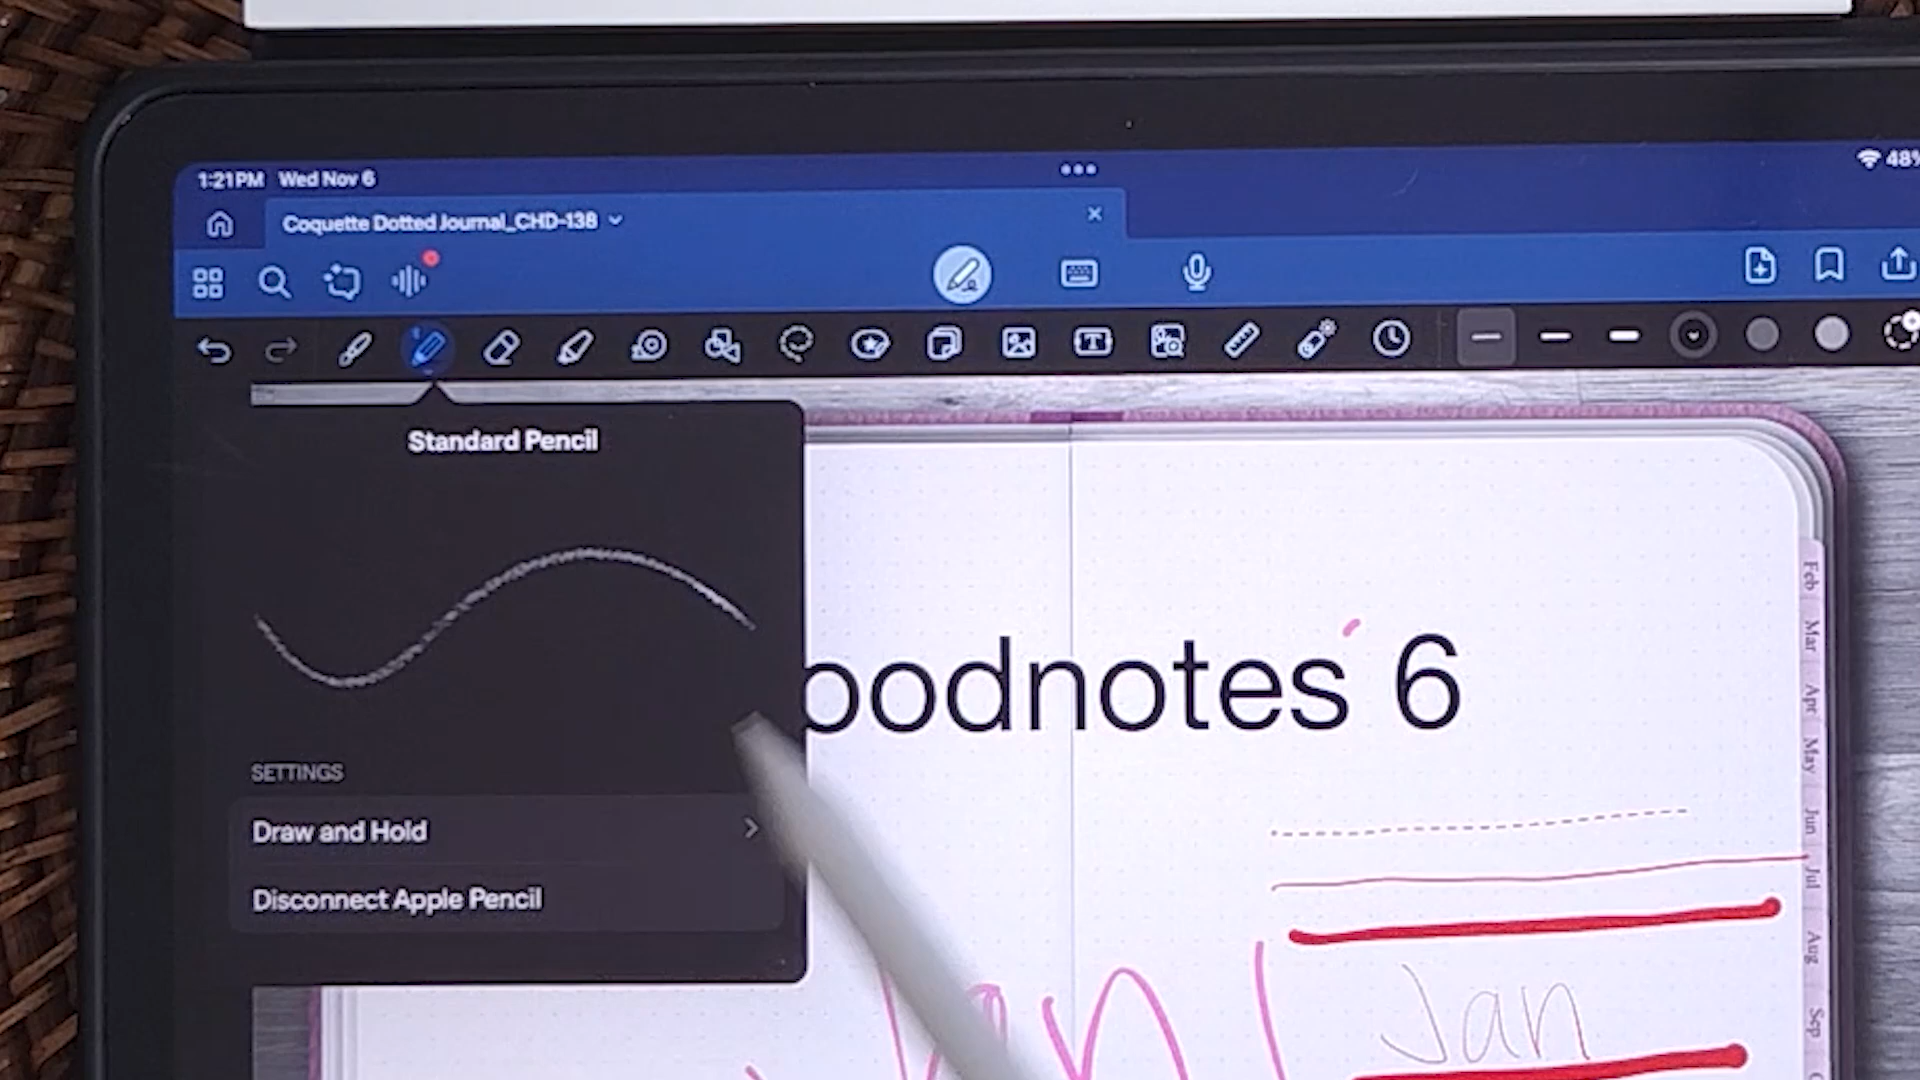 1:21 PM Wed Nov 6
48%
Coquette Dotted Journal_CHD-138
Standard Pencil
SETTINGS
Draw and Hold
Disconnect Apple Pencil
oodnotes 6
Jan
Jan
Feb
Mar
Apr
May
Jun
Jul
Aug
Sep